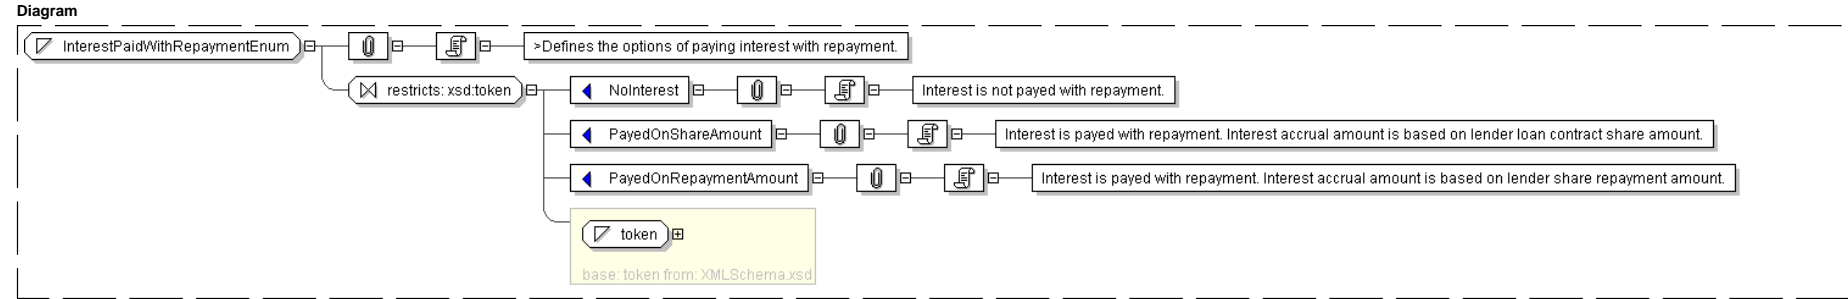 Diagram
InterestPaidWithRepaymentEnum
>Defines the options of paying interest with repayment.
restricts: xsd:token
NoInterest
Interest is not payed with repayment.
PayedOnShareAmount
Interest is payed with repayment. Interest accrual amount is based on lender loan contract share amount.
PayedOnRepaymentAmount
Interest is payed with repayment. Interest accrual amount is based on lender share repayment amount.
token
base: token from: XMLSchema.xsd